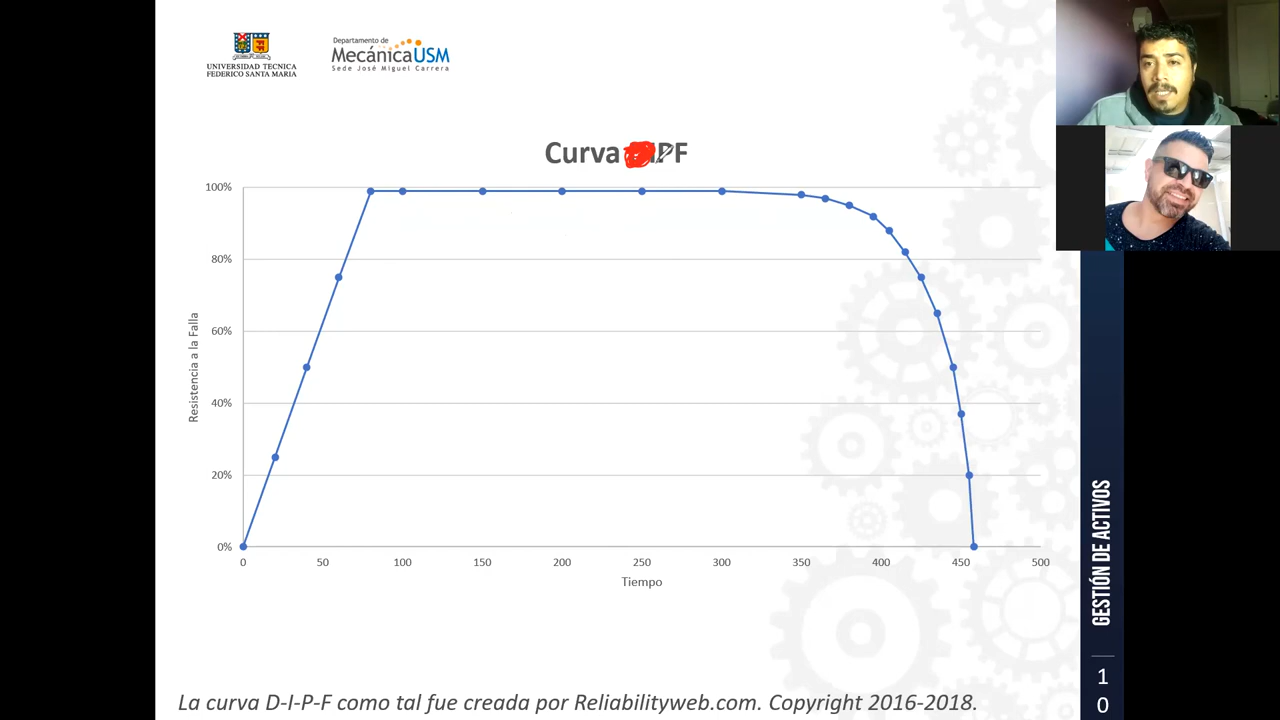 UNIVERSIDAD TECNICA
FEDERICO SANTA MARIA
Departamento de
MecánicaUSM
Sede José Miguel Carrera
Curva IPF
100%
80%
60%
40%
20%
0%
Resistencia a la Falla
0 50 100 150 200 250 300 350 400 450 500
Tiempo
GESTIÓN DE ACTIVOS
1
0
La curva D-I-P-F como tal fue creada por Reliabilityweb.com. Copyright 2016-2018.